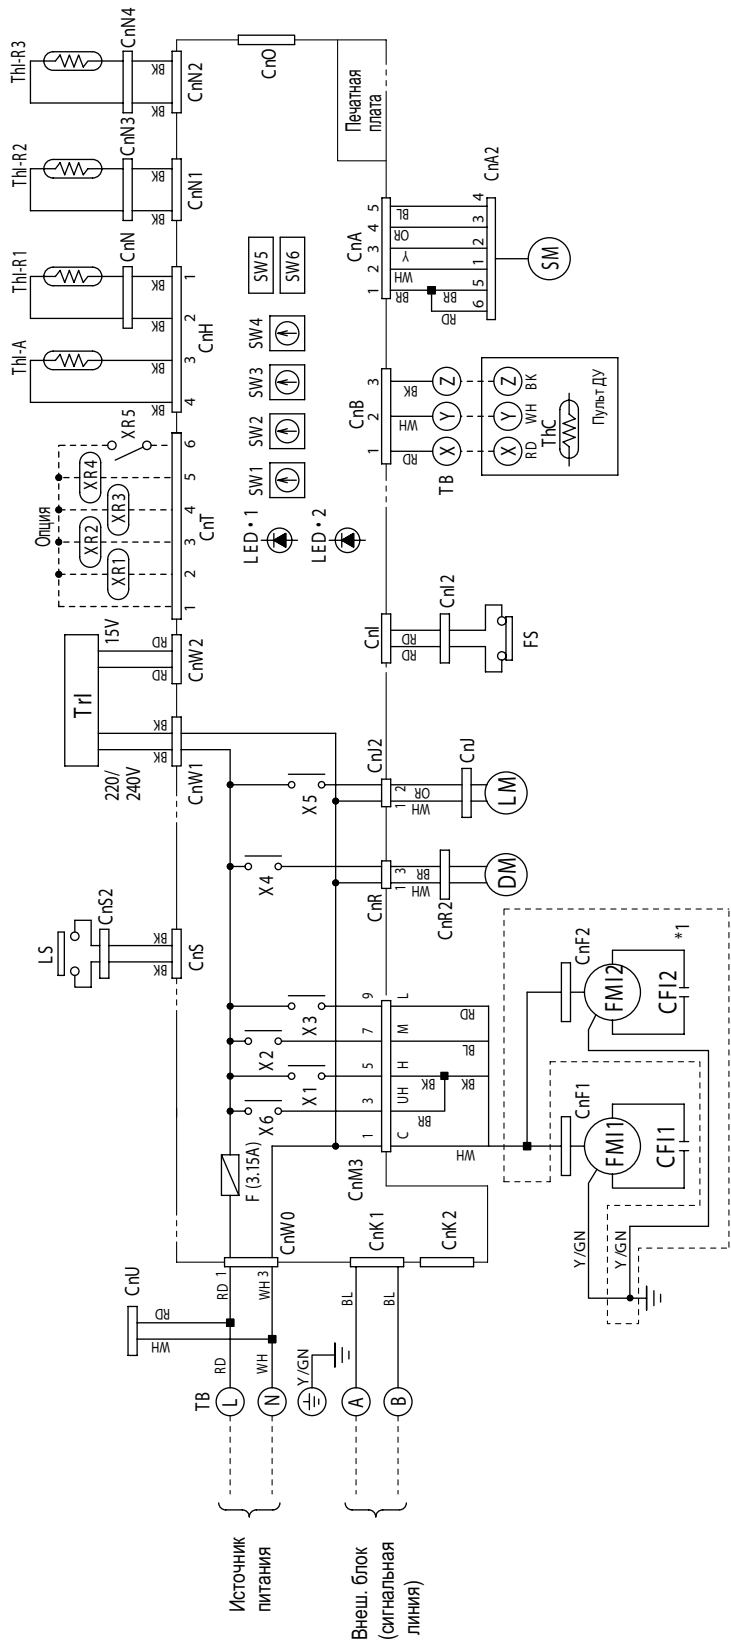 Источник
питания
Внеш. блок
(сигнальная
линия)
TB
L
N
Y/GN
A
B
RD
WH
WH
RD
CnU
RD 1
WH 3
CnW0
BL
BL
CnK1
CnK2
F (3.15A)
X6
X1
X2
X3
X4
X5
CnM3
1
3
5
7
9
C
UH
H
M
L
WH
BR
BK
BK
BL
RD
LS
CnS2
BK
BK
CnS
CnR
1
3
WH
BR
CnR2
DM
CnJ2
1
2
WH
OR
CnJ
LM
CnF1
FMI1
CFI1
Y/GN
Y/GN
CnF2
FMI2
CFI2
*1
TrI
220/
240V
15V
BK
BK
CnW1
RD
RD
CnW2
CnI
RD
RD
CnI2
FS
Опция
XR1
XR2
XR3
XR4
XR5
1
2
3
4
5
6
CnT
LED・1
LED・2
SW1
SW2
SW3
SW4
SW5
SW6
ThI-A
ThI-R1
ThI-R2
ThI-R3
BK
BK
BK
CnN
4
3
2
1
CnH
BK
BK
CnN3
CnN1
BK
BK
CnN4
CnN2
CnO
Печатная
плата
CnB
1
2
3
RD
WH
BK
TB
X
Y
Z
X
Y
Z
RD
WH
BK
ThC
Пульт ДУ
CnA
1
2
3
4
5
BR
WH
Y
OR
BL
RD
BR
6
5
1
2
3
4
CnA2
SM